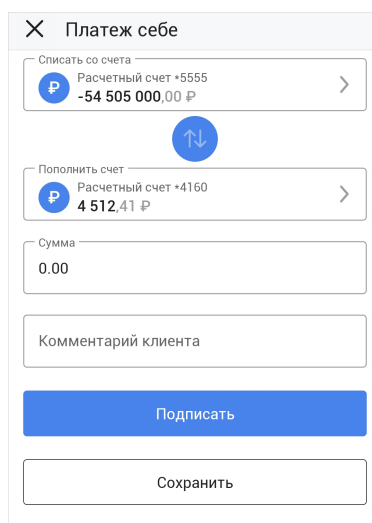 Платеж себе
Списать со счета
Расчетный счет *5555
-54 505 000,00 ₽
Пополнить счет
Расчетный счет *4160
4 512,41 ₽
Сумма
0.00
Комментарий клиента
Подписать
Сохранить